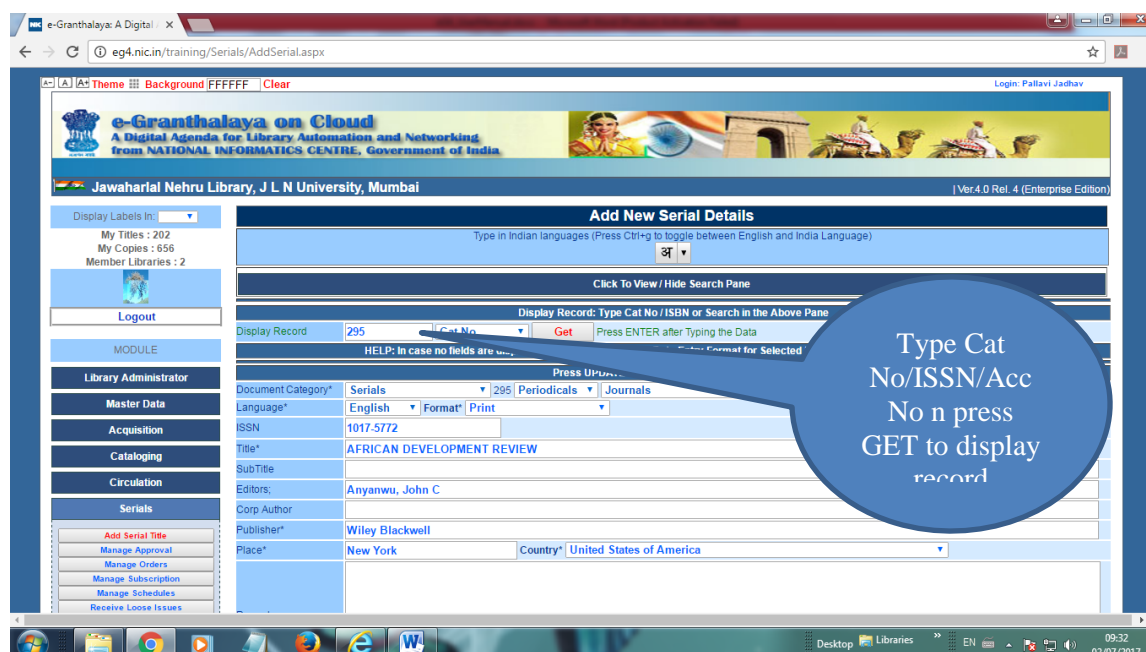 e-Granthalaya: A Digital
eg4.nic.in/training/Serials/AddSerial.aspx
A- A A+ Theme Background FFFFFF Clear
Login: Pallavi Jadhav
e-Granthalaya on Cloud
A Digital Agenda for Library Automation and Networking
from NATIONAL INFORMATICS CENTRE, Government of India
Jawaharlal Nehru Library, J L N University, Mumbai
| Ver.4.0 Rel. 4 (Enterprise Edition)
Display Labels In:
My Titles : 202
My Copies : 656
Member Libraries : 2
Logout
MODULE
Library Administrator
Master Data
Acquisition
Cataloging
Circulation
Serials
Add Serial Title
Manage Approval
Manage Orders
Manage Subscription
Manage Schedules
Receive Loose Issues
Add New Serial Details
Type in Indian languages (Press Ctrl+g to toggle between English and India Language)
अ
Click To View / Hide Search Pane
Display Record: Type Cat No / ISBN or Search in the Above Pane
Display Record 295 Cat No Get Press ENTER after Typing the Data
HELP: In case no fields are Entry Format for Selected
Press
Document Category* Serials 295 Periodicals Journals
Language* English Format* Print
ISSN 1017-5772
Title* AFRICAN DEVELOPMENT REVIEW
SubTitle
Editors; Anyanwu, John C
Corp Author
Publisher* Wiley Blackwell
Place* New York Country* United States of America
Type Cat
No/ISSN/Acc
No n press
GET to display
record
Desktop Libraries » EN 09:32
02/07/2017